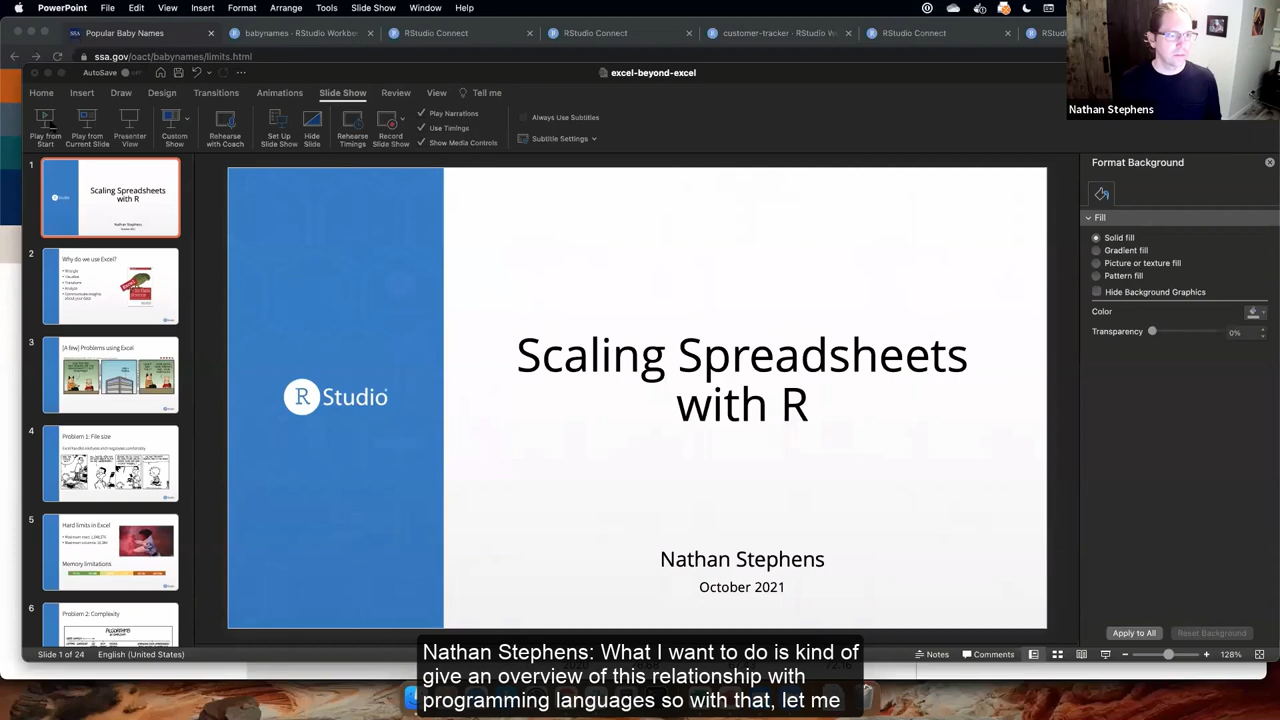 PowerPoint File Edit View Insert Format Arrange Tools Slide Show Window Help
Popular Baby Names
babynames - RStudio Workbe
RStudio Connect
RStudio Connect
customer-tracker - RStudio W
RStudio Connect
RStu
ssa.gov/oact/babynames/limits.html
AutoSave
excel-beyond-excel
Home Insert Draw Design Transitions Animations Slide Show Review View Tell me
Play from Start
Play from Current Slide
Presenter View
Custom Show
Rehearse with Coach
Set Up Slide Show
Hide Slide
Play Narrations
Use Timings
Show Media Controls
Rehearse Timings
Record Slide Show
Always Use Subtitles
Subtitle Settings
Nathan Stephens
1
Scaling Spreadsheets
with R
Nathan Stephens
2
Why do we use Excel?
3
[A few] Problems using Excel
4
Problem 1: File size
5
Hard limits in Excel
Memory limitations
6
Problem 2: Complexity
R Studio
Scaling Spreadsheets
with R
Nathan Stephens
October 2021
Format Background
Fill
Solid fill
Gradient fill
Picture or texture fill
Pattern fill
Hide Background Graphics
Color
Transparency 0%
Apply to All Reset Background
Slide 1 of 24 English (United States)
Notes Comments 128%
Nathan Stephens: What I want to do is kind of
give an overview of this relationship with
programming languages so with that, let me